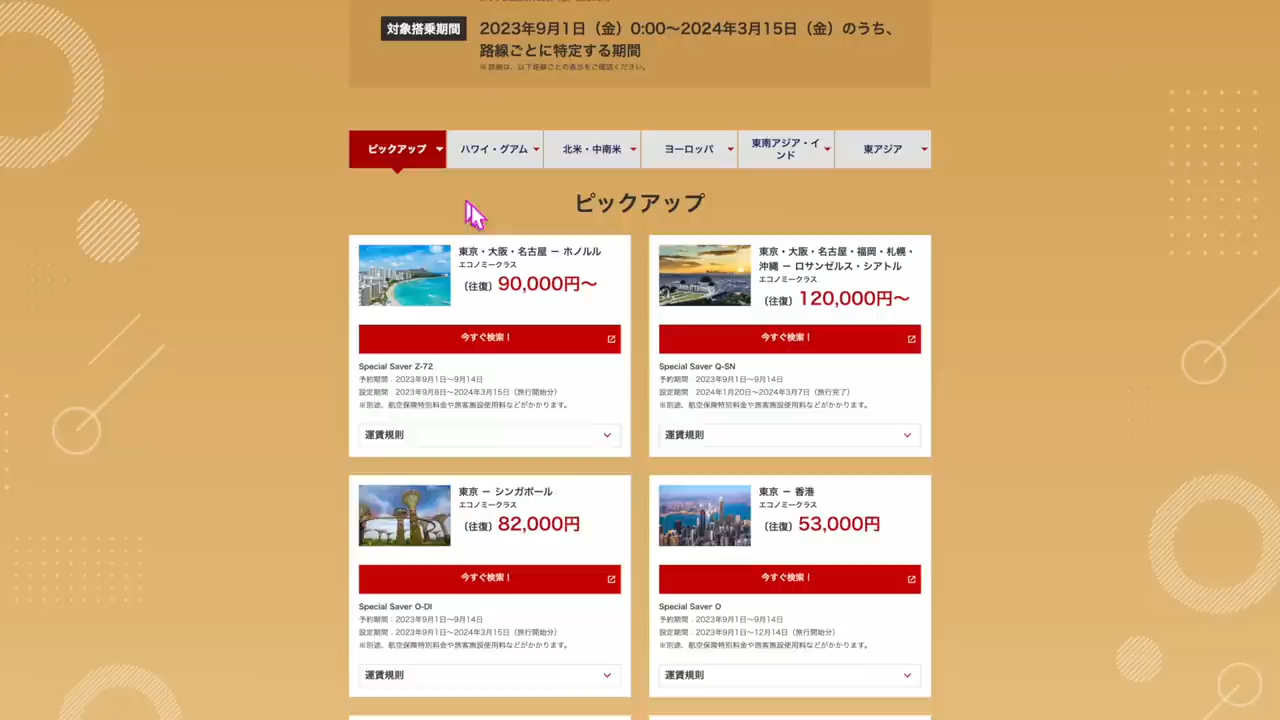 対象搭乗期間
2023年9月1日（金）0:00〜2024年3月15日（金）のうち、
路線ごとに特定する期間
※ 詳細は、以下路線ごとの表示をご確認ください。
ピックアップ
ハワイ・グアム
北米・中南米
ヨーロッパ
東南アジア・イ
ンド
東アジア
ピックアップ
東京・大阪・名古屋 － ホノルル
エコノミークラス
（往復）90,000円〜
今すぐ検索！
Special Saver Z-72
予約期間：2023年9月1日〜9月14日
設定期間：2023年9月8日〜2024年3月15日（旅行開始分）
※別途、航空保険特別料金や旅客施設使用料などがかかります。
運賃規則
東京・大阪・名古屋・福岡・札幌・
沖縄 － ロサンゼルス・シアトル
エコノミークラス
（往復）120,000円〜
今すぐ検索！
Special Saver Q-SN
予約期間：2023年9月1日〜9月14日
設定期間：2024年1月20日〜2024年3月7日（旅行完了）
※別途、航空保険特別料金や旅客施設使用料などがかかります。
運賃規則
東京 － シンガポール
エコノミークラス
（往復）82,000円
今すぐ検索！
Special Saver O-DI
予約期間：2023年9月1日〜9月14日
設定期間：2023年9月1日〜2024年3月15日（旅行開始分）
※別途、航空保険特別料金や旅客施設使用料などがかかります。
運賃規則
東京 － 香港
エコノミークラス
（往復）53,000円
今すぐ検索！
Special Saver O
予約期間：2023年9月1日〜9月14日
設定期間：2023年9月1日〜12月14日（旅行開始分）
※別途、航空保険特別料金や旅客施設使用料などがかかります。
運賃規則